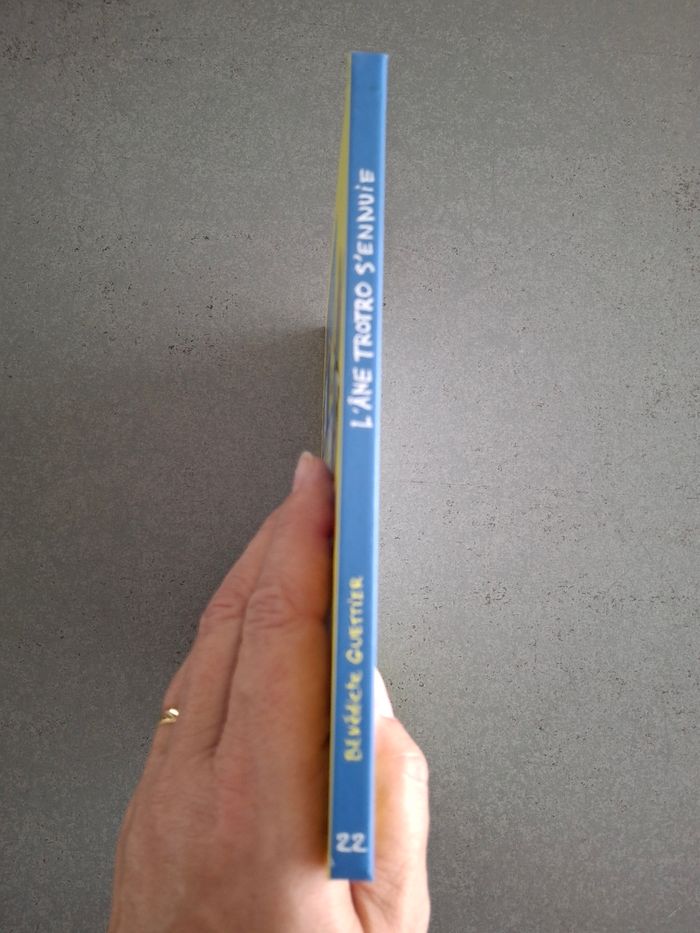 L'ÂNE TROTRO S'ENNUiE
BÉNÉDICTE GUETTIER
22